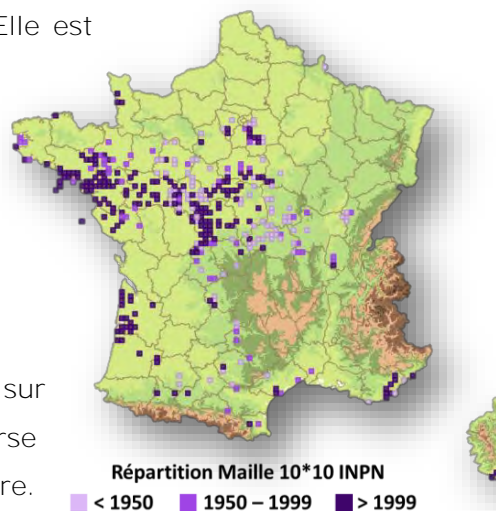 Elle est
sur
rse
re.
Répartition Maille 10*10 INPN
< 1950 1950 – 1999 > 1999